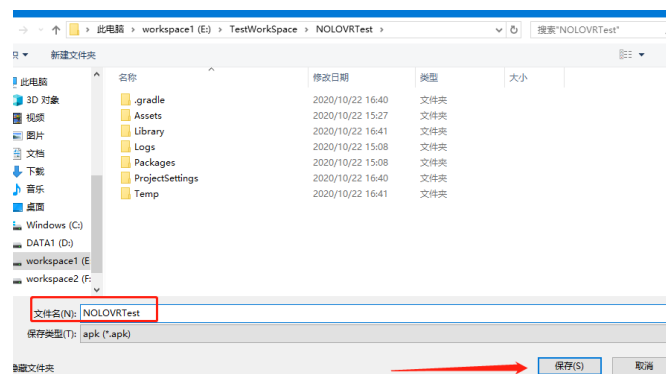 此电脑 › workspace1 (E:) › TestWorkSpace › NOLOVRTest ›
搜索"NOLOVRTest"
新建文件夹
名称 修改日期 类型 大小
此电脑
3D 对象
视频
图片
文档
下载
音乐
桌面
Windows (C:)
DATA1 (D:)
workspace1 (E
workspace2 (F:
.gradle 2020/10/22 16:40 文件夹
Assets 2020/10/22 15:27 文件夹
Library 2020/10/22 16:41 文件夹
Logs 2020/10/22 15:08 文件夹
Packages 2020/10/22 15:08 文件夹
ProjectSettings 2020/10/22 16:40 文件夹
Temp 2020/10/22 16:41 文件夹
文件名(N): NOLOVRTest
保存类型(T): apk (*.apk)
隐藏文件夹
保存(S) 取消